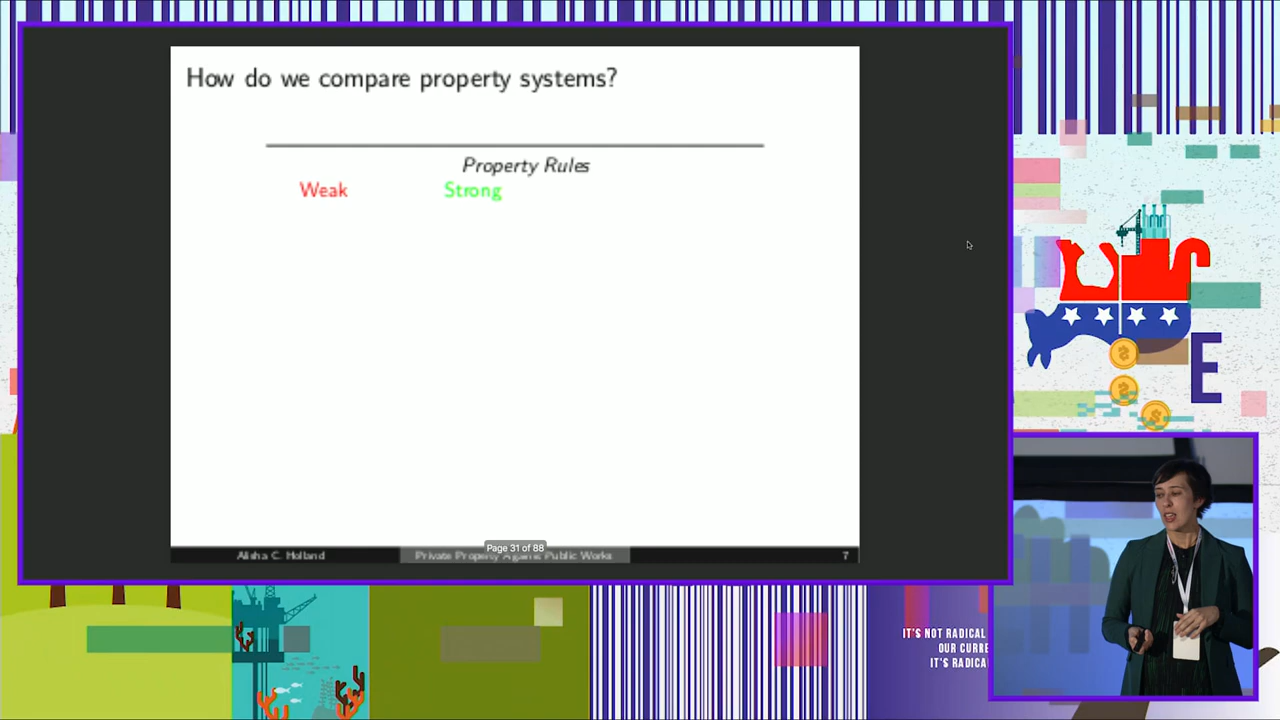 How do we compare property systems?
Property Rules
Weak Strong
Page 31 of 88
Alisha C. Holland
Private Property Against Public Works
7
E
IT'S NOT RADICAL
OUR CURRE
IT'S RADICA